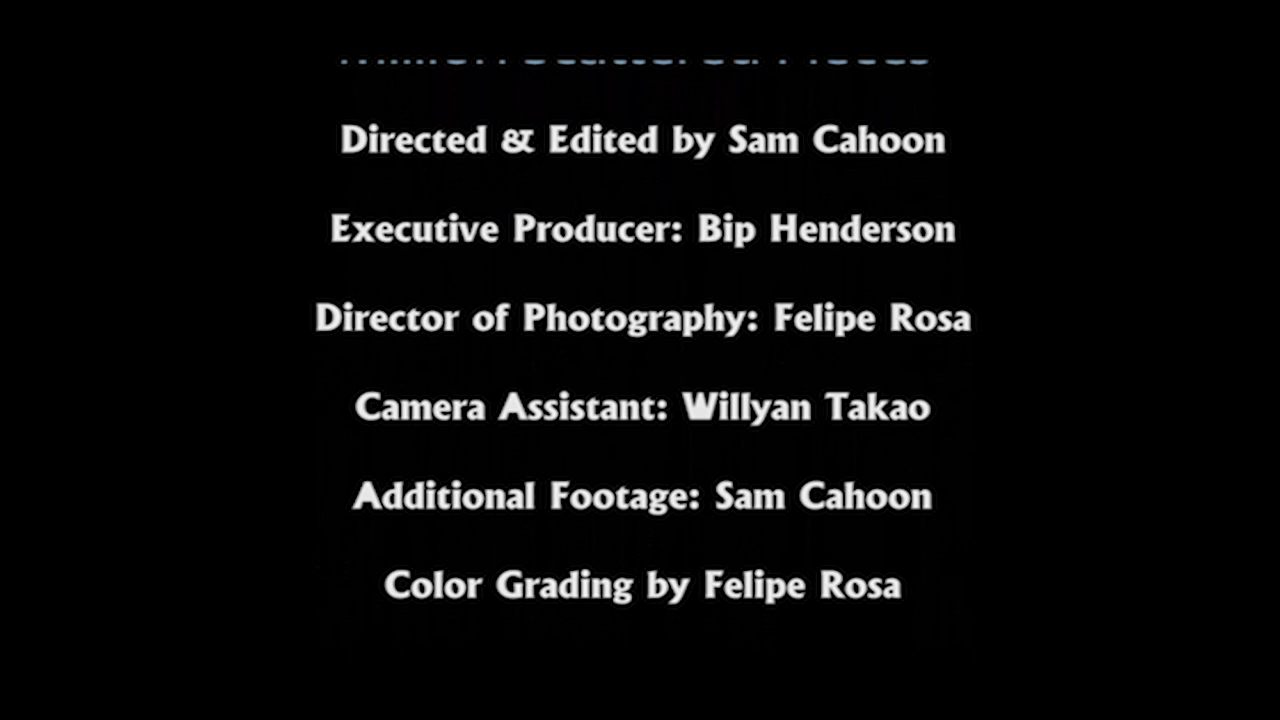 Directed & Edited by Sam Cahoon
Executive Producer: Bip Henderson
Director of Photography: Felipe Rosa
Camera Assistant: Willyan Takao
Additional Footage: Sam Cahoon
Color Grading by Felipe Rosa